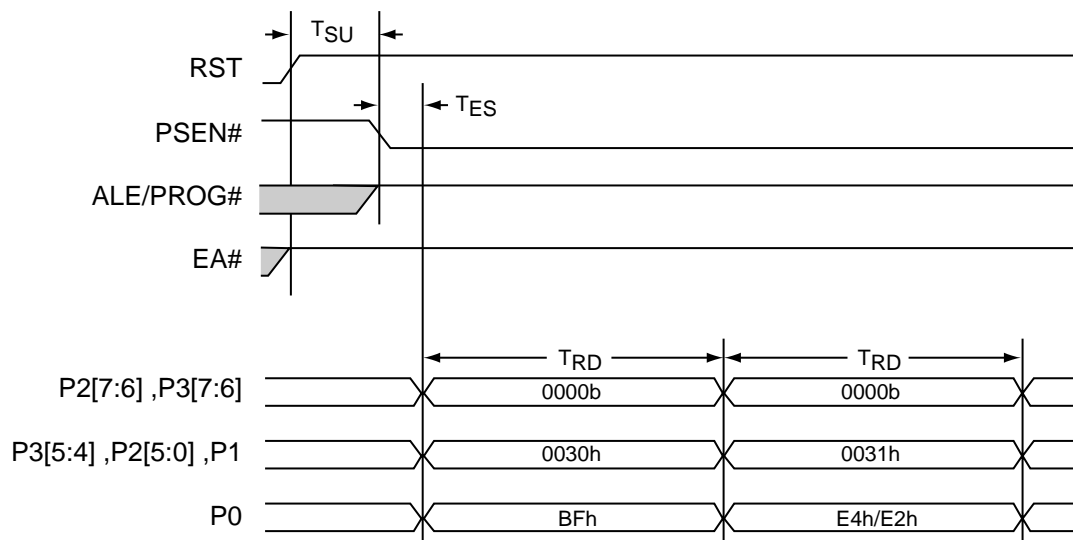 TSU
RST
TES
PSEN#
ALE/PROG#
EA#
TRD TRD
P2[7:6] ,P3[7:6] 0000b 0000b
P3[5:4] ,P2[5:0] ,P1 0030h 0031h
P0 BFh E4h/E2h